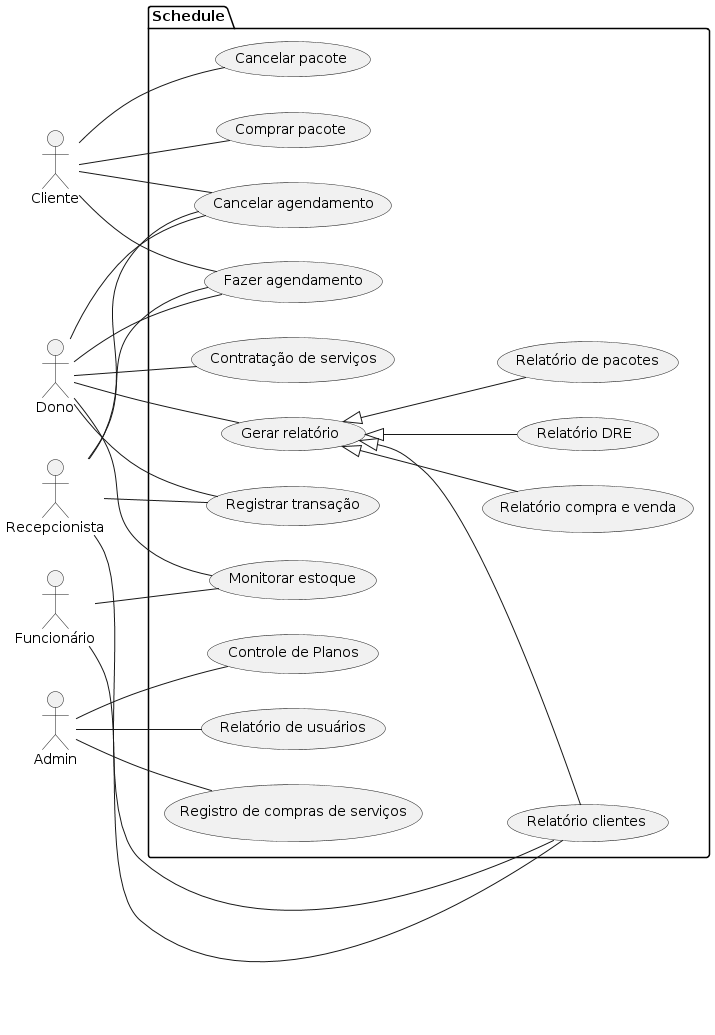 Schedule
Cancelar pacote
Comprar pacote
Cliente
Cancelar agendamento
Fazer agendamento
Contratação de serviços
Relatório de pacotes
Dono
Gerar relatório
Relatório DRE
Registrar transação
Relatório compra e venda
Recepcionista
Monitorar estoque
Funcionário
Controle de Planos
Relatório de usuários
Admin
Registro de compras de serviços
Relatório clientes